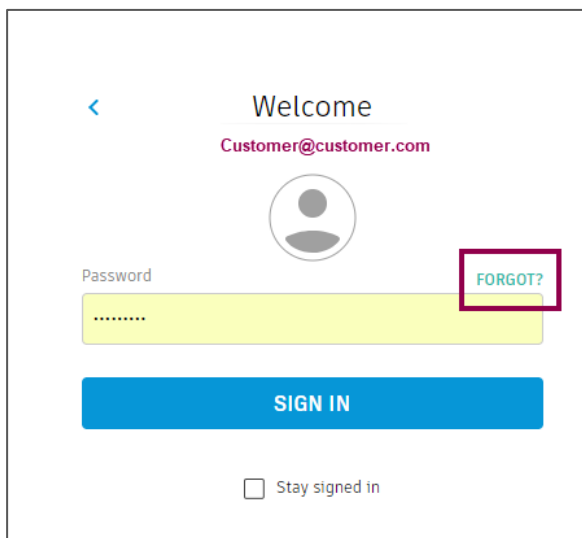 Welcome
Customer@customer.com
Password
FORGOT?
•••••••••
SIGN IN
Stay signed in